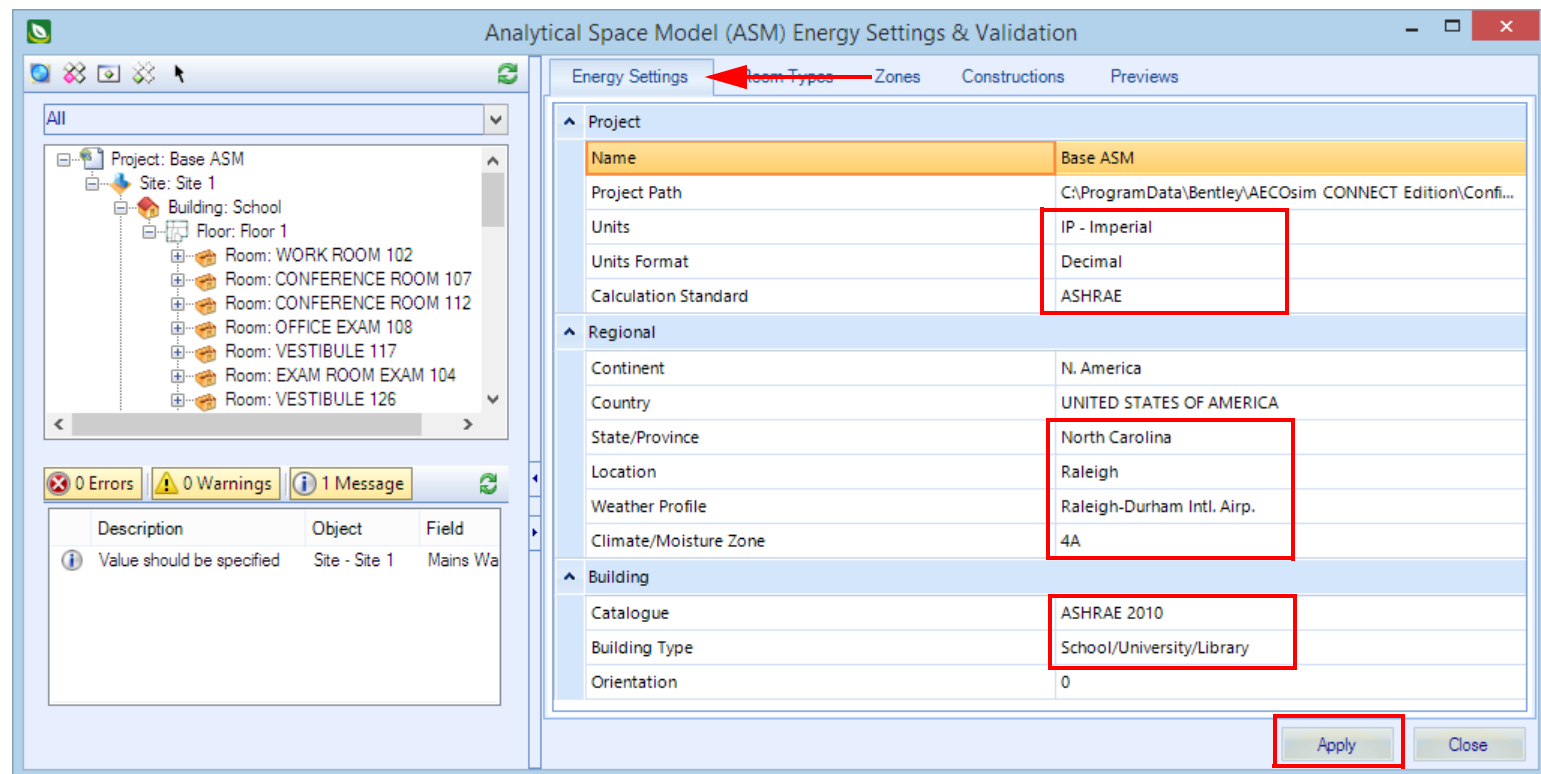 Analytical Space Model (ASM) Energy Settings & Validation
All
Project: Base ASM
Site: Site 1
Building: School
Floor: Floor 1
Room: WORK ROOM 102
Room: CONFERENCE ROOM 107
Room: CONFERENCE ROOM 112
Room: OFFICE EXAM 108
Room: VESTIBULE 117
Room: EXAM ROOM EXAM 104
Room: VESTIBULE 126
0 Errors 0 Warnings 1 Message
Description Object Field
Value should be specified Site - Site 1 Mains Wa
Energy Settings Room Types Zones Constructions Previews
Project
Name Base ASM
Project Path C:\ProgramData\Bentley\AECOsim CONNECT Edition\Confi...
Units IP - Imperial
Units Format Decimal
Calculation Standard ASHRAE
Regional
Continent N. America
Country UNITED STATES OF AMERICA
State/Province North Carolina
Location Raleigh
Weather Profile Raleigh-Durham Intl. Airp.
Climate/Moisture Zone 4A
Building
Catalogue ASHRAE 2010
Building Type School/University/Library
Orientation 0
Apply Close